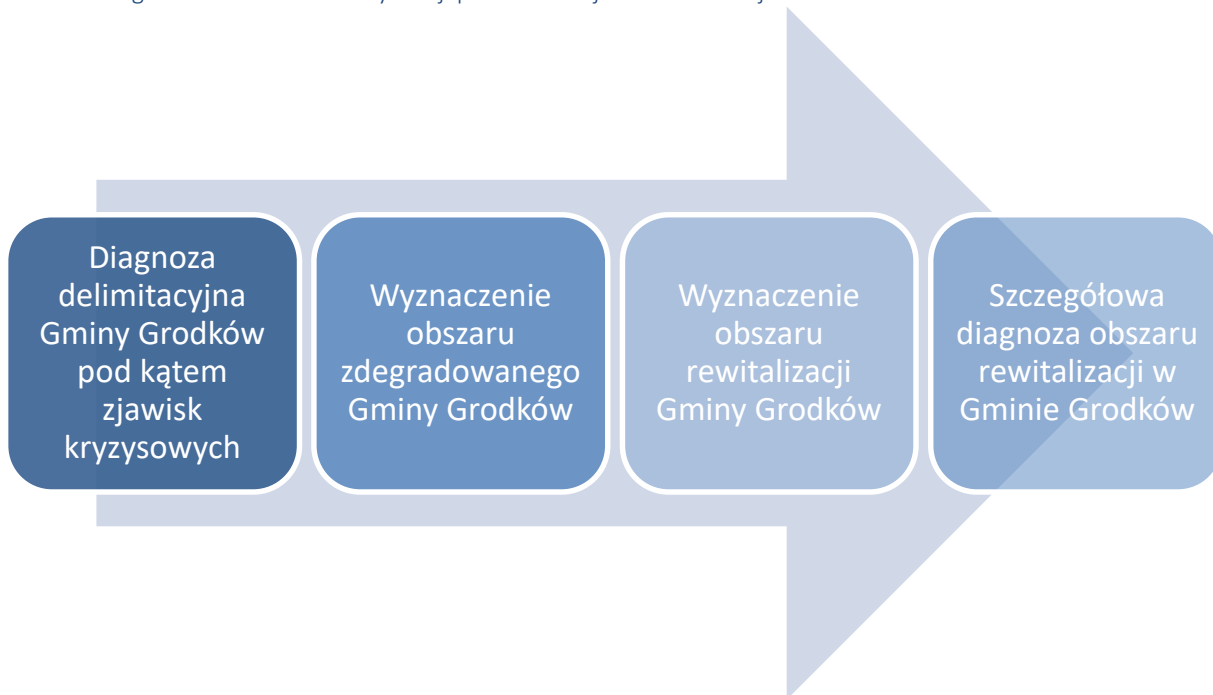 Diagnoza
delimitacyjna
Gminy Grodków
pod kątem
zjawisk
kryzysowych
Wyznaczenie
obszaru
zdegradowanego
Gminy Grodków
Wyznaczenie
obszaru
rewitalizacji
Gminy Grodków
Szczegółowa
diagnoza obszaru
rewitalizacji w
Gminie Grodków